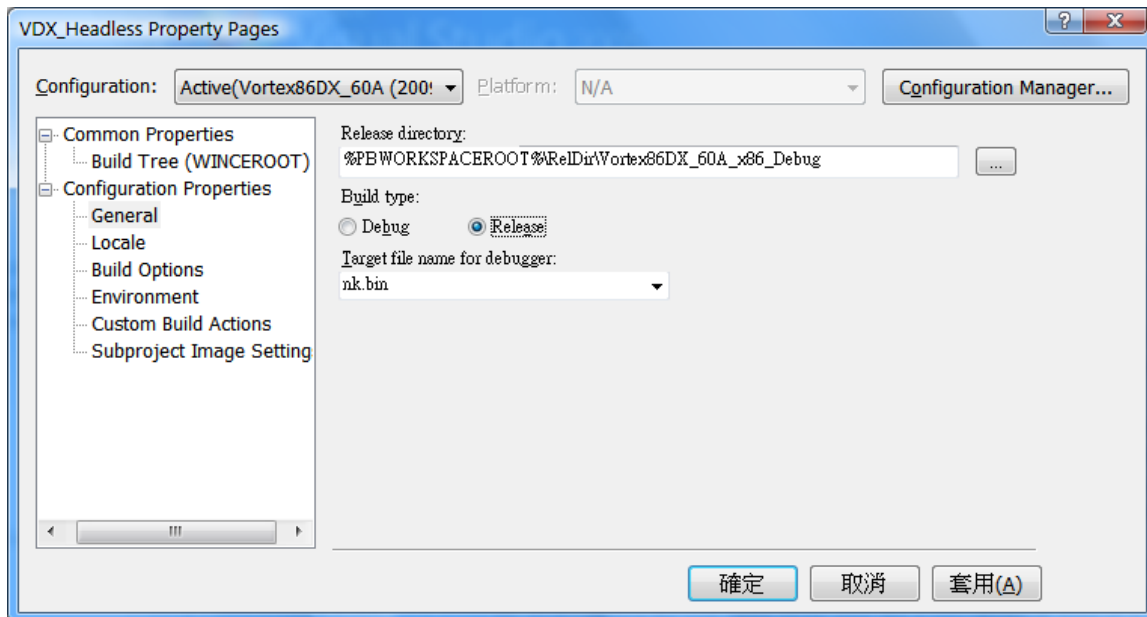 VDX_Headless Property Pages
Configuration: Active(Vortex86DX_60A (200! Platform: N/A Configuration Manager...
Common Properties
Build Tree (WINCEROOT)
Configuration Properties
General
Locale
Build Options
Environment
Custom Build Actions
Subproject Image Setting
Release directory:
%PBWORKSPACEROOT%\RelDir\Vortex86DX_60A_x86_Debug
...
Build type:
Debug Release
Target file name for debugger:
nk.bin
確定 取消 套用(A)